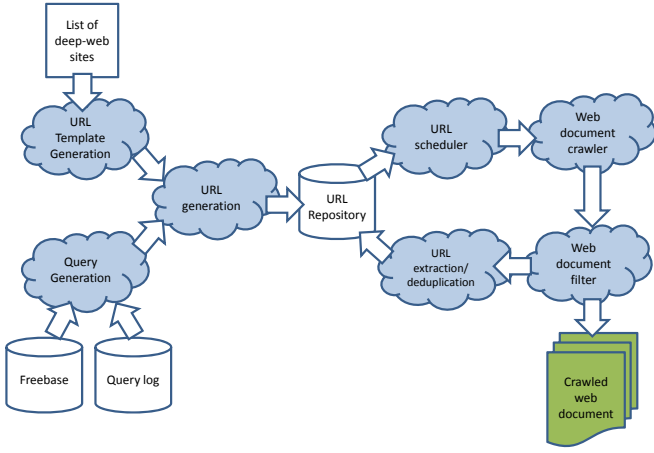 List of
deep-web
sites
URL
Template
Generation
URL
generation
Query
Generation
Freebase
Query log
URL
Repository
URL
scheduler
Web
document
crawler
URL
extraction/
deduplication
Web
document
filter
Crawled
web
document